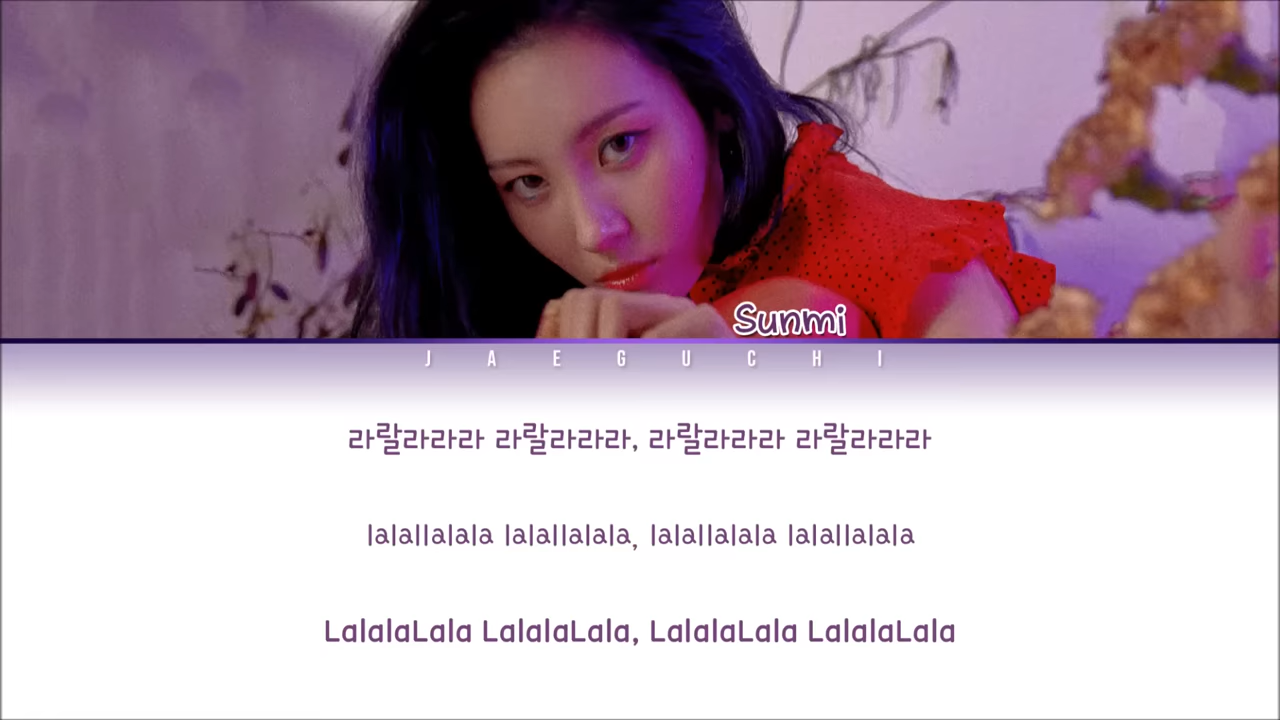 Sunmi
JAEGUCHI
라랄라라라 라랄라라라, 라랄라라라 라랄라라라
lalallalala lalallalala, lalallalala lalallalala
LalalaLala LalalaLala, LalalaLala LalalaLala